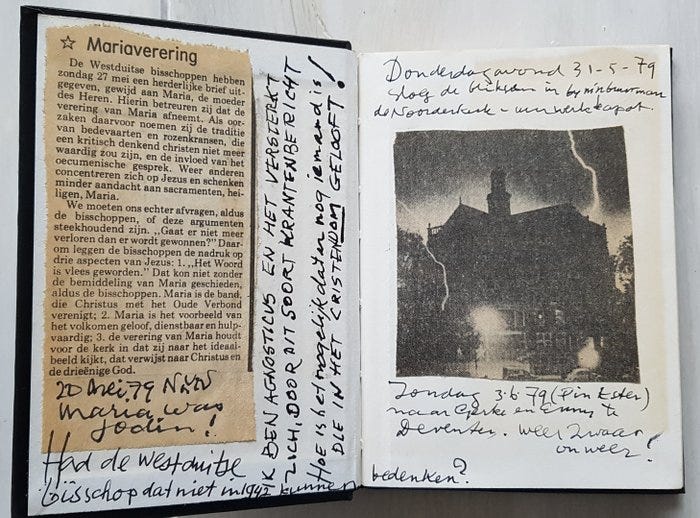 ☆ Mariaverering
De Westduitse bisschoppen hebben
zondag 27 mei een herderlijke brief uit-
gegeven, gewijd aan Maria, de moeder
des Heren. Hierin betreuren zij dat de
verering van Maria afneemt. Als oor-
zaken daarvoor noemen zij de traditie
van bedevaarten en rozenkransen, die
een kritisch denkend christen niet meer
waardig zou zijn, en de invloed van het
oecumenische gesprek. Weer anderen
concentreren zich op Jezus en schenken
minder aandacht aan sacramenten, hei-
ligen, Maria.
We moeten ons echter afvragen, aldus
de bisschoppen, of deze argumenten
steekhoudend zijn. „Gaat er niet meer
verloren dan er wordt gewonnen?" Daar-
om leggen de bisschoppen de nadruk op
drie aspecten van Jezus: 1. „Het Woord
is vlees geworden." Dat kon niet zonder
de bemiddeling van Maria geschieden,
aldus de bisschoppen. Maria is de band,
die Christus met het Oude Verbond
verenigt; 2. Maria is het voorbeeld van
het volkomen geloof, dienstbaar en hulp-
vaardig; 3. de verering van Maria houdt
voor de kerk in dat zij naar het ideaal-
beeld kijkt, dat verwijst naar Christus en
de drieënige God.
Mei 79
Maria was
Jodin!
Had de westduitse
bisschop dat niet in 1942 kunnen
bedenken?
IK BEN AGNOSTICUS EN HET VERSTERKT
ZICH, DOOR DIT SOORT KRANTENBERICHT
HOE is het mogelijk dat er nog iemand is
DIE IN HET CRISTENDOM GELOOFT!
Donderdagavond 31-5-79
sloeg de bliksem in bij mijn buurman
de Noorderkerk - uurwerk kapot.
Zondag 3.6.79 (Pinkster)
naar Gerke en Emmy te
Deventer. weer zwaar
onweer!